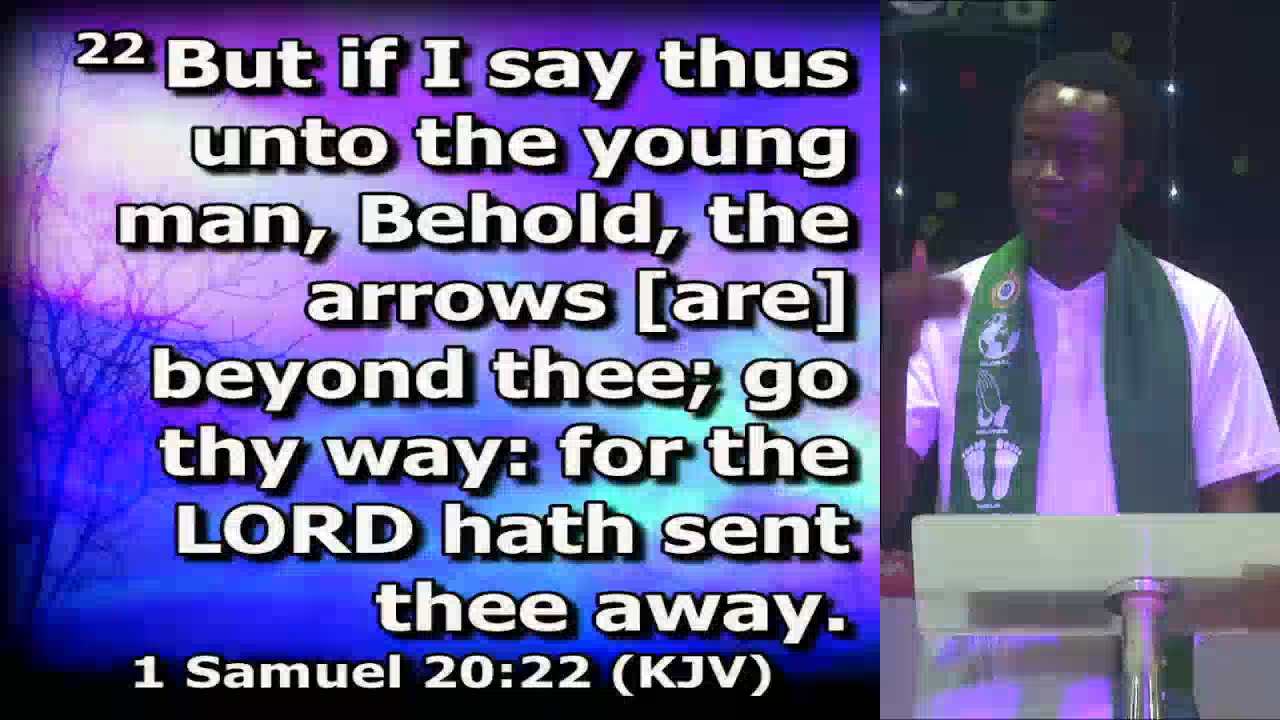 22 But if I say thus
unto the young
man, Behold, the
arrows [are]
beyond thee; go
thy way: for the
LORD hath sent
thee away.
1 Samuel 20:22 (KJV)